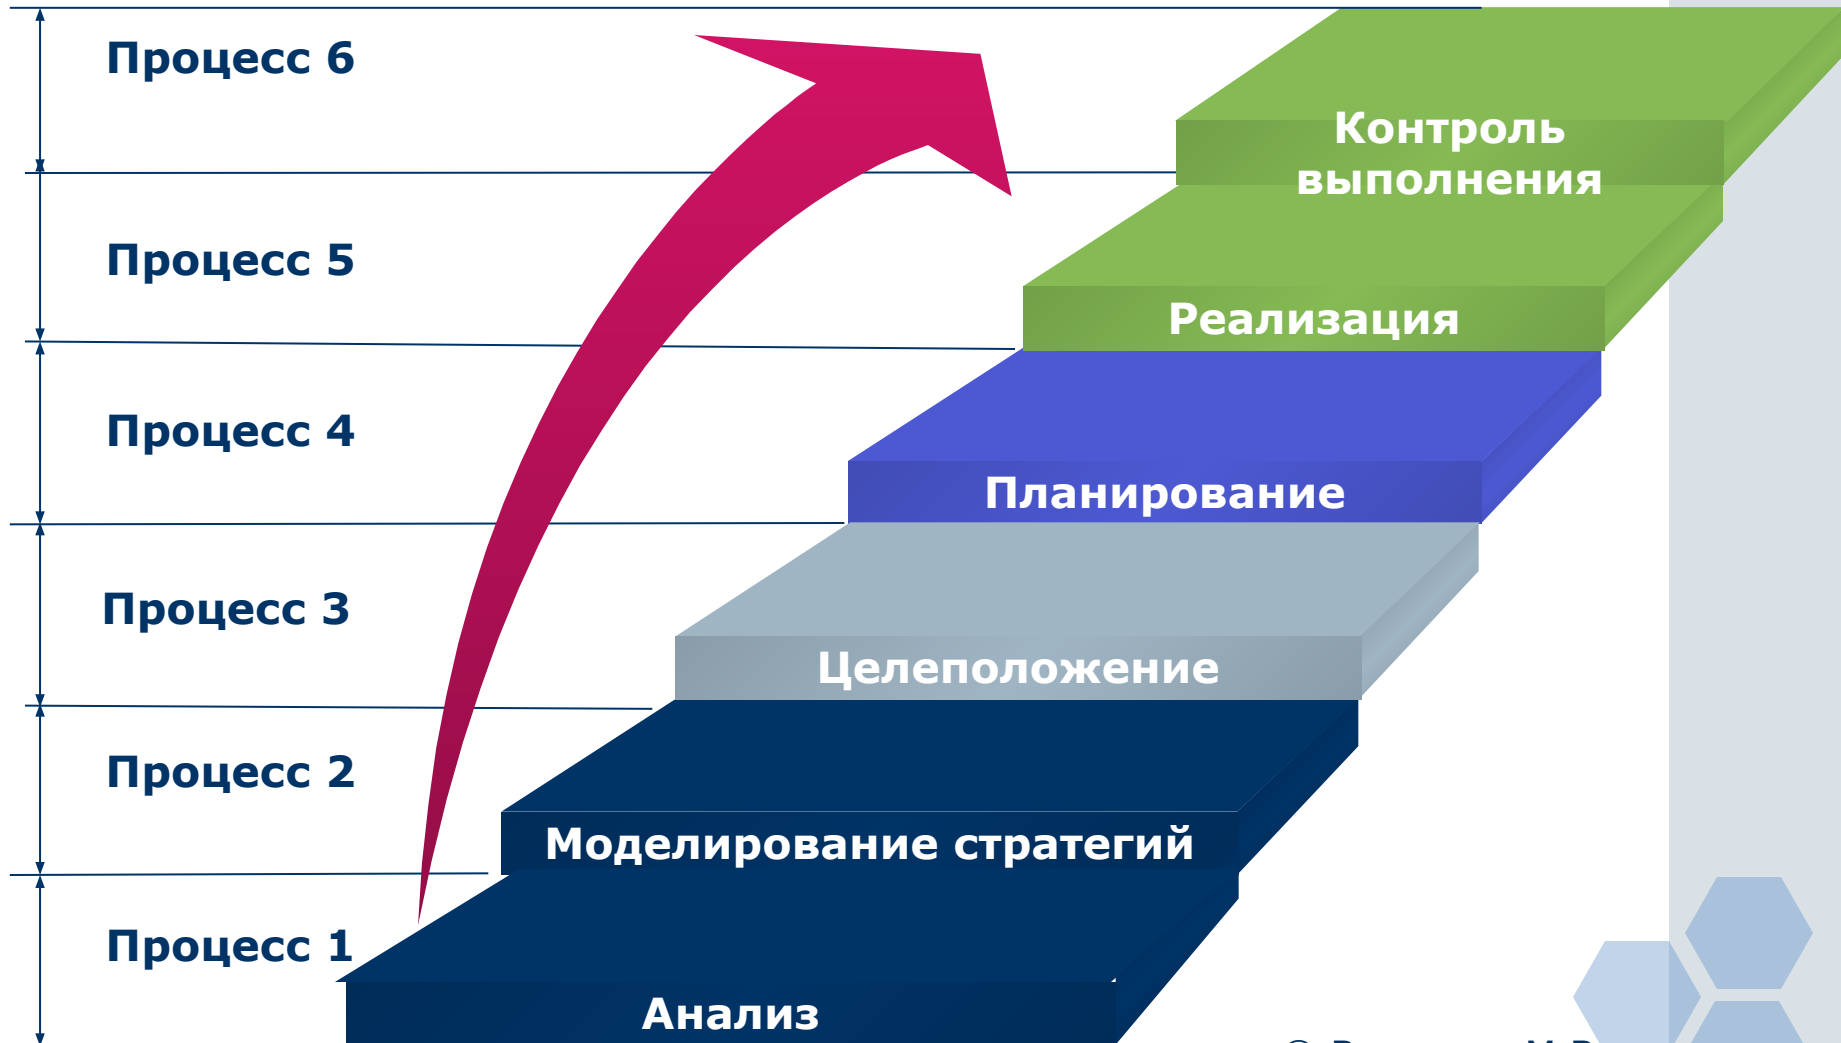 Процесс 6
Контроль
выполнения
Процесс 5
Реализация
Процесс 4
Планирование
Процесс 3
Целеположение
Процесс 2
Моделирование стратегий
Процесс 1
Анализ